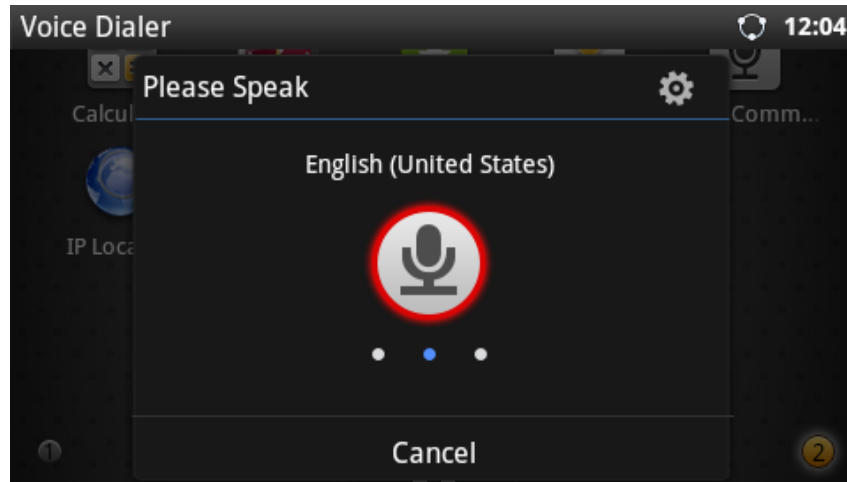 Voice Dialer
12:04
Please Speak
Calcul
Comm...
English (United States)
IP Loca
1
Cancel
2